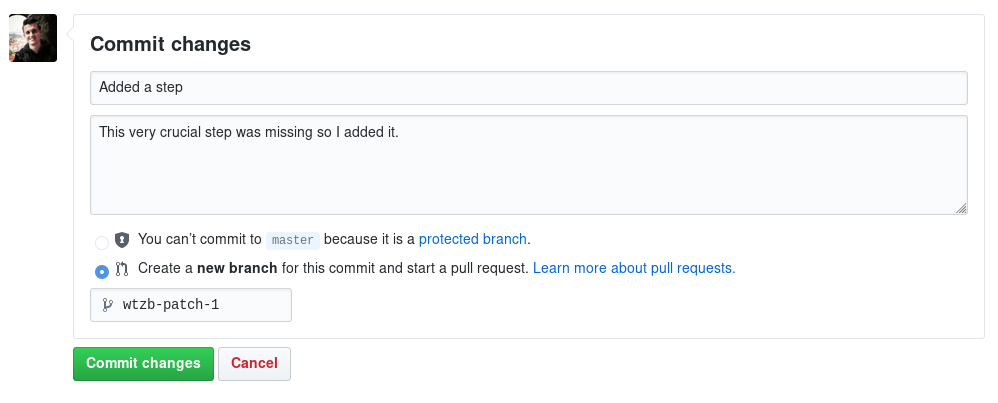 Commit changes
Added a step
This very crucial step was missing so I added it.
You can’t commit to master because it is a protected branch.
Create a new branch for this commit and start a pull request. Learn more about pull requests.
wtzb-patch-1
Commit changes Cancel